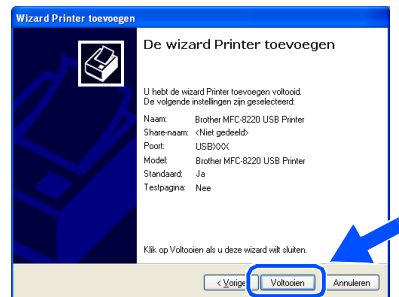 Wizard Printer toevoegen
De wizard Printer toevoegen
U hebt de wizard Printer toevoegen voltooid.
De volgende instellingen zijn geselecteerd:
Naam: Brother MFC-8220 USB Printer
Share-naam: <Niet gedeeld>
Poort: USBXXX
Model: Brother MFC-8220 USB Printer
Standaard: Ja
Testpagina: Nee
Klik op Voltooien als u deze wizard wilt sluiten.
< Vorige Voltooien Annuleren